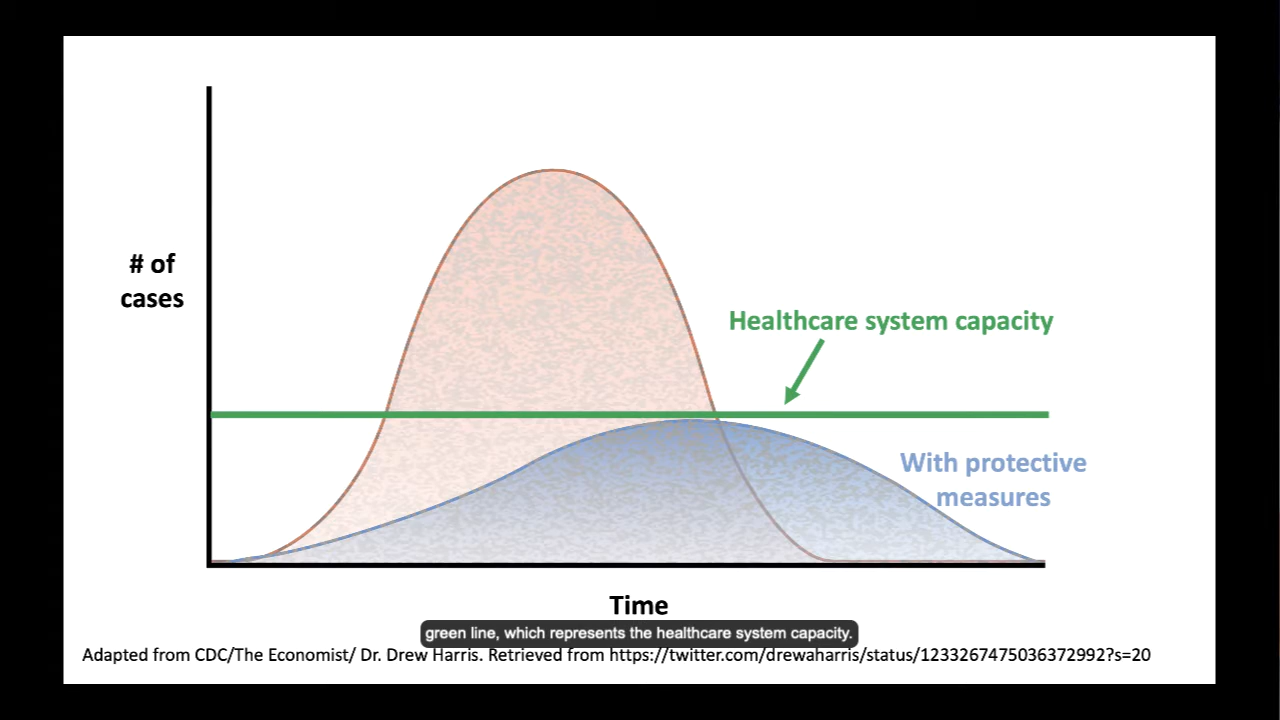 # of
cases
Healthcare system capacity
With protective
measures
Time
green line, which represents the healthcare system capacity.
Adapted from CDC/The Economist/ Dr. Drew Harris. Retrieved from https://twitter.com/drewaharris/status/1233267475036372992?s=20